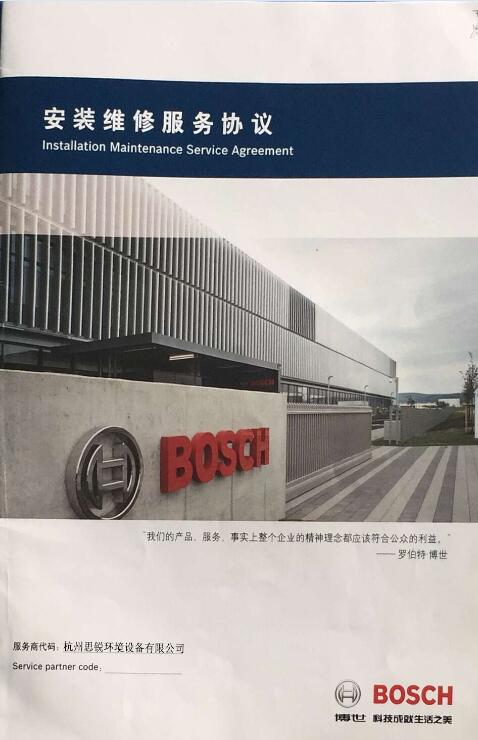 安装维修服务协议
Installation Maintenance Service Agreement
BOSCH
BOSCH
"我们的产品、服务、事实上整个企业的精神理念都应该符合公众的利益。"
——罗伯特·博世
服务商代码：杭州思锐环境设备有限公司
Service partner code:
BOSCH
博世 科技成就生活之美